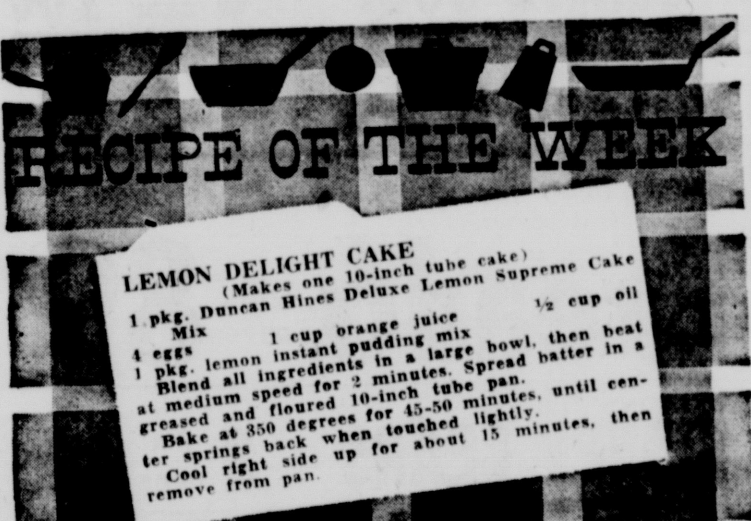 RECIPE OF THE WEEK
LEMON DELIGHT CAKE
(Makes one 10-inch tube cake)
1 pkg. Duncan Hines Deluxe Lemon Supreme Cake
Mix
4 eggs 1 cup orange juice ½ cup oil
1 pkg. lemon instant pudding mix
Blend all ingredients in a large bowl, then beat
at medium speed for 2 minutes. Spread batter in a
greased and floured 10-inch tube pan.
Bake at 350 degrees for 45-50 minutes, until cen-
ter springs back when touched lightly.
Cool right side up for about 15 minutes, then
remove from pan.